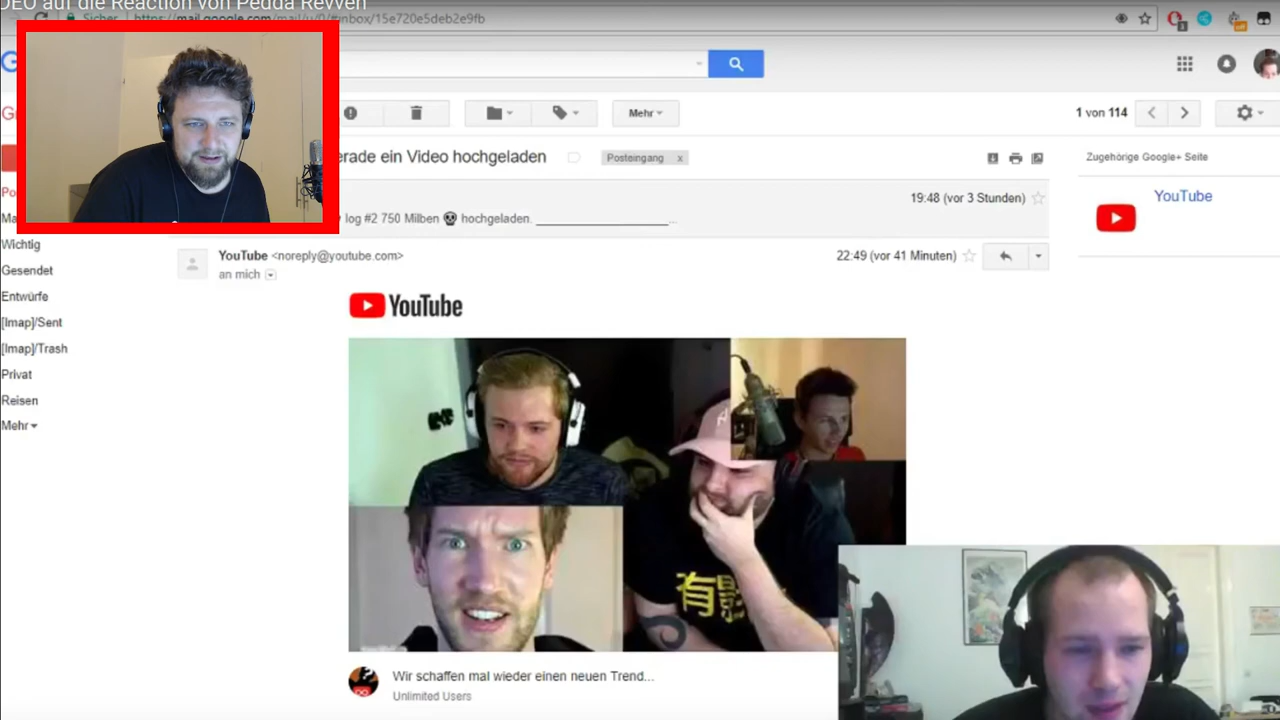 DEO auf die Reaction von Pedda Revven
Sicher https://mail.google.com/mail/u/0/#inbox/15e720e5deb2e9fb
Mehr
1 von 114
erade ein Video hochgeladen
Posteingang x
Zugehörige Google+ Seite
YouTube
19:48 (vor 3 Stunden)
log #2 750 Milben 💀 hochgeladen. ____________________...
Wichtig
Gesendet
Entwürfe
[Imap]/Sent
[Imap]/Trash
Privat
Reisen
Mehr
YouTube <noreply@youtube.com>
an mich
22:49 (vor 41 Minuten)
YouTube
有影
Wir schaffen mal wieder einen neuen Trend...
Unlimited Users